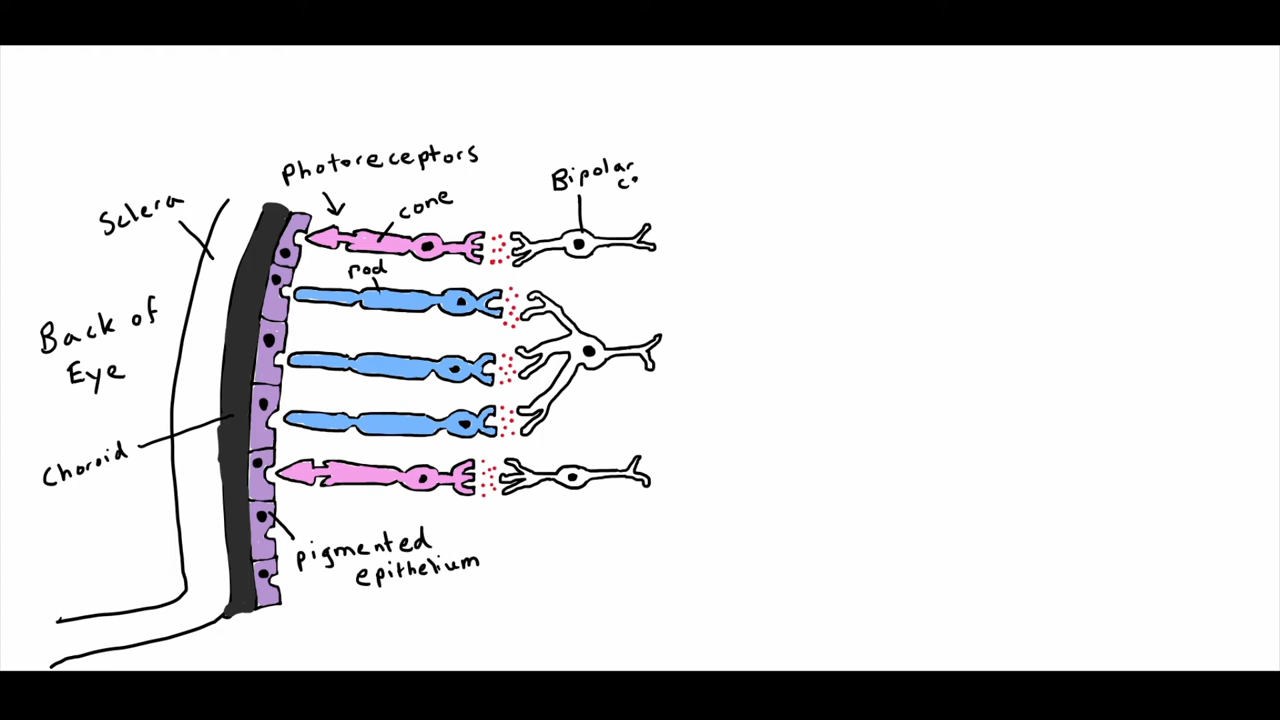 photoreceptors
Bipolar
c
Sclera
cone
rod
Back of
Eye
Choroid
pigmented
epithelium